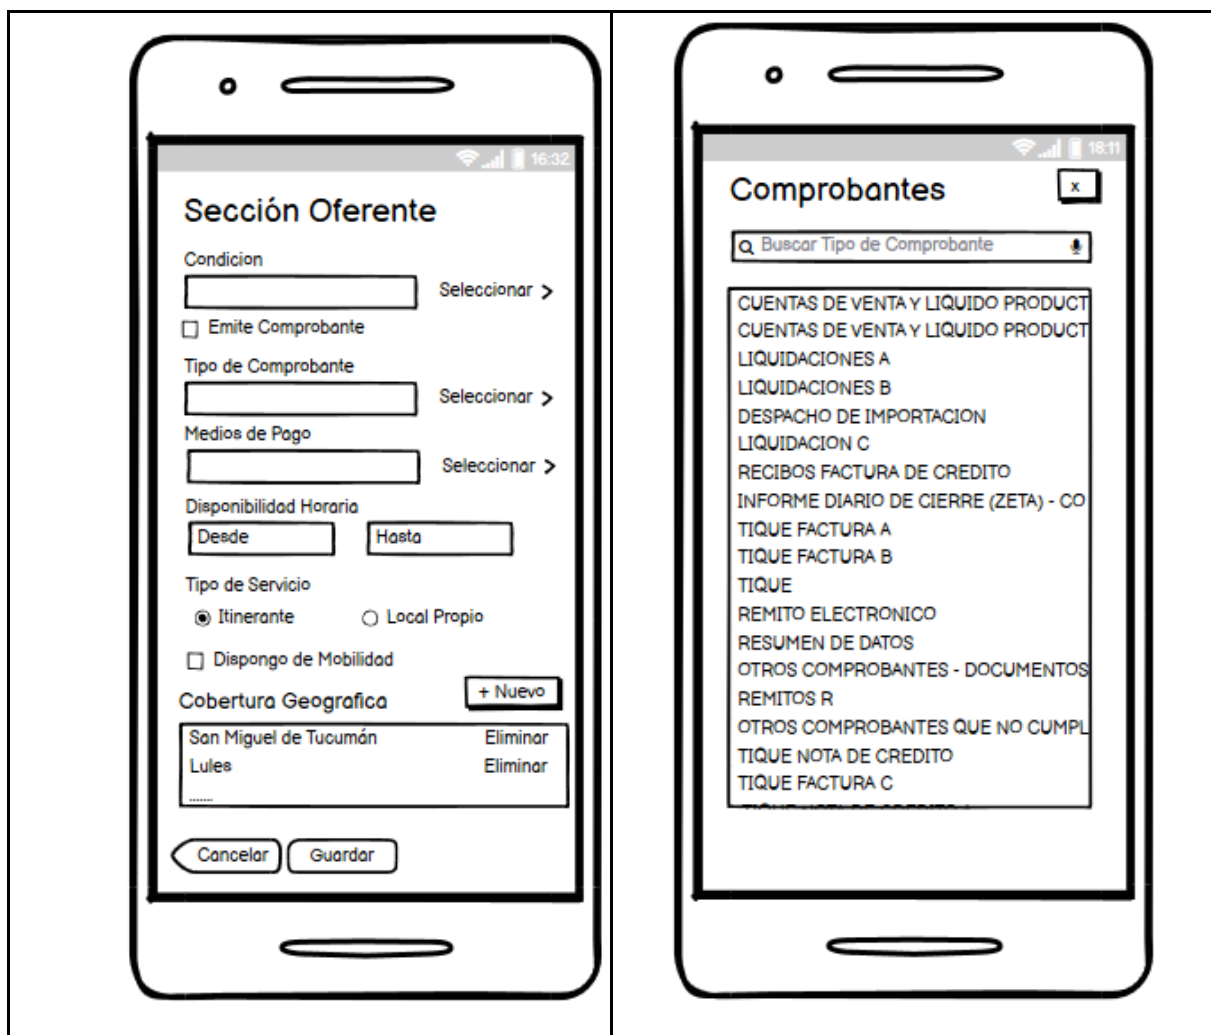 16:32
Sección Oferente
Condicion
Seleccionar >
Emite Comprobante
Tipo de Comprobante
Seleccionar >
Medios de Pago
Seleccionar >
Disponibilidad Horaria
Desde Hasta
Tipo de Servicio
Itinerante Local Propio
Dispongo de Mobilidad
Cobertura Geografica + Nuevo
San Miguel de Tucumán Eliminar
Lules Eliminar
.......
Cancelar Guardar
18:11
Comprobantes x
Buscar Tipo de Comprobante
CUENTAS DE VENTA Y LIQUIDO PRODUCT
CUENTAS DE VENTA Y LIQUIDO PRODUCT
LIQUIDACIONES A
LIQUIDACIONES B
DESPACHO DE IMPORTACION
LIQUIDACION C
RECIBOS FACTURA DE CREDITO
INFORME DIARIO DE CIERRE (ZETA) - CO
TIQUE FACTURA A
TIQUE FACTURA B
TIQUE
REMITO ELECTRONICO
RESUMEN DE DATOS
OTROS COMPROBANTES - DOCUMENTOS
REMITOS R
OTROS COMPROBANTES QUE NO CUMPL
TIQUE NOTA DE CREDITO
TIQUE FACTURA C